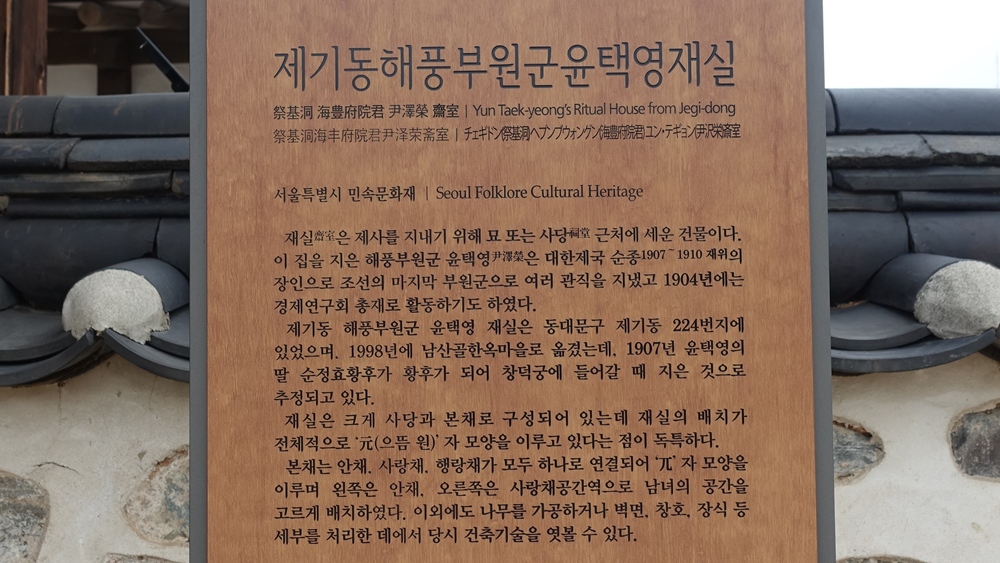 제기동해풍부원군윤택영재실
祭基洞 海豊府院君 尹澤榮 齋室 | Yun Taek-yeong's Ritual House from Jegi-dong
祭基洞海丰府院君尹泽荣斋室 | チェギドン(祭基洞)ヘプンブウォングン(海豊府院君)ユン・テギョン(尹沢栄)斎室
서울특별시 민속문화재 | Seoul Folklore Cultural Heritage
재실齋室은 제사를 지내기 위해 묘 또는 사당祠堂 근처에 세운 건물이다.
이 집을 지은 해풍부원군 윤택영尹澤榮은 대한제국 순종1907~1910 재위의
장인으로 조선의 마지막 부원군으로 여러 관직을 지냈고 1904년에는
경제연구회 총재로 활동하기도 하였다.
제기동 해풍부원군 윤택영 재실은 동대문구 제기동 224번지에
있었으며, 1998년에 남산골한옥마을로 옮겼는데, 1907년 윤택영의
딸 순정효황후가 황후가 되어 창덕궁에 들어갈 때 지은 것으로
추정되고 있다.
재실은 크게 사당과 본채로 구성되어 있는데 재실의 배치가
전체적으로 ‘元(으뜸 원)’ 자 모양을 이루고 있다는 점이 독특하다.
본채는 안채, 사랑채, 행랑채가 모두 하나로 연결되어 ‘兀’ 자 모양을
이루며 왼쪽은 안채, 오른쪽은 사랑채공간역으로 남녀의 공간을
고르게 배치하였다. 이외에도 나무를 가공하거나 벽면, 창호, 장식 등
세부를 처리한 데에서 당시 건축기술을 엿볼 수 있다.